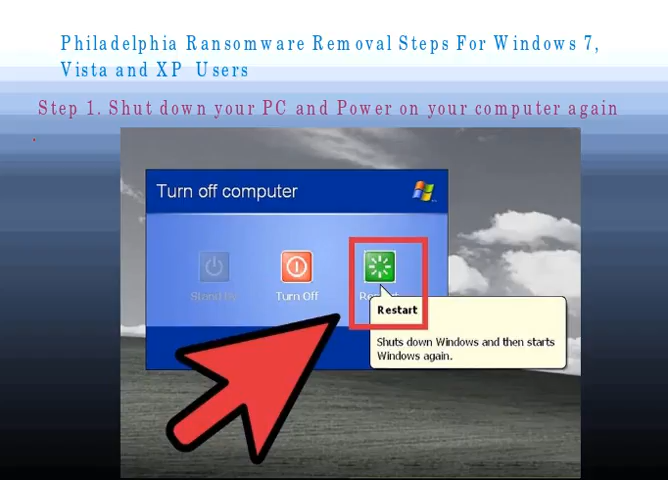 Philadelphia Ransomware Removal Steps For Windows 7,
Vista and XP Users
Step 1. Shut down your PC and Power on your computer again
.
Turn off computer
Stand By
Turn Off
Restart
Shuts down Windows and then starts
Windows again.